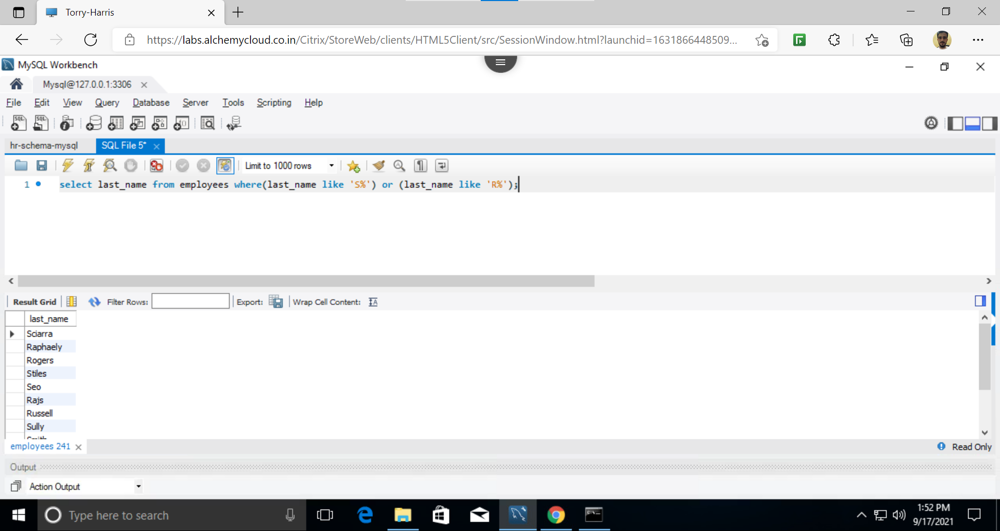 Torry-Harris
https://labs.alchemycloud.co.in/Citrix/StoreWeb/clients/HTML5Client/src/SessionWindow.html?launchid=1631866448509...
MySQL Workbench
Mysql@127.0.0.1:3306
File Edit View Query Database Server Tools Scripting Help
hr-schema-mysql SQL File 5*
Limit to 1000 rows
1 select last_name from employees where(last_name like 'S%') or (last_name like 'R%');
Result Grid Filter Rows: Export: Wrap Cell Content:
last_name
Sciarra
Raphaely
Rogers
Stiles
Seo
Rajs
Russell
Sully
Smith
employees 241 Read Only
Output
Action Output
Type here to search
1:52 PM
9/17/2021